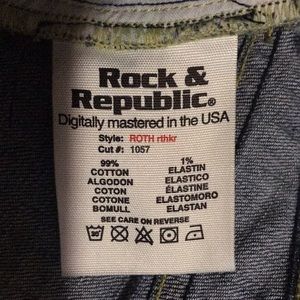 Rock &
Republic®
Digitally mastered in the USA
Style: ROTH rthkr
Cut #: 1057
99% 1%
COTTON ELASTIN
ALGODON ELASTICO
COTON ÉLASTINE
COTONE ELASTOMORO
BOMULL ELASTAN
SEE CARE ON REVERSE